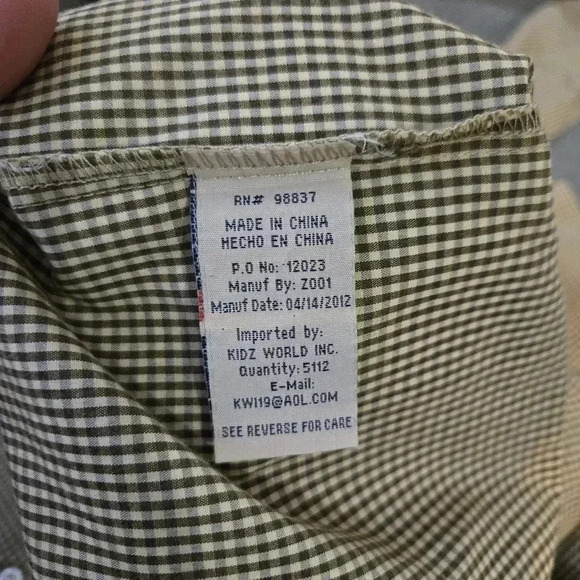 RN# 98837
MADE IN CHINA
HECHO EN CHINA
P.O No: 12023
Manuf By: Z001
Manuf Date: 04/14/2012
Imported by:
KIDZ WORLD INC.
Quantity: 5112
E-Mail:
KWI19@AOL.COM
SEE REVERSE FOR CARE